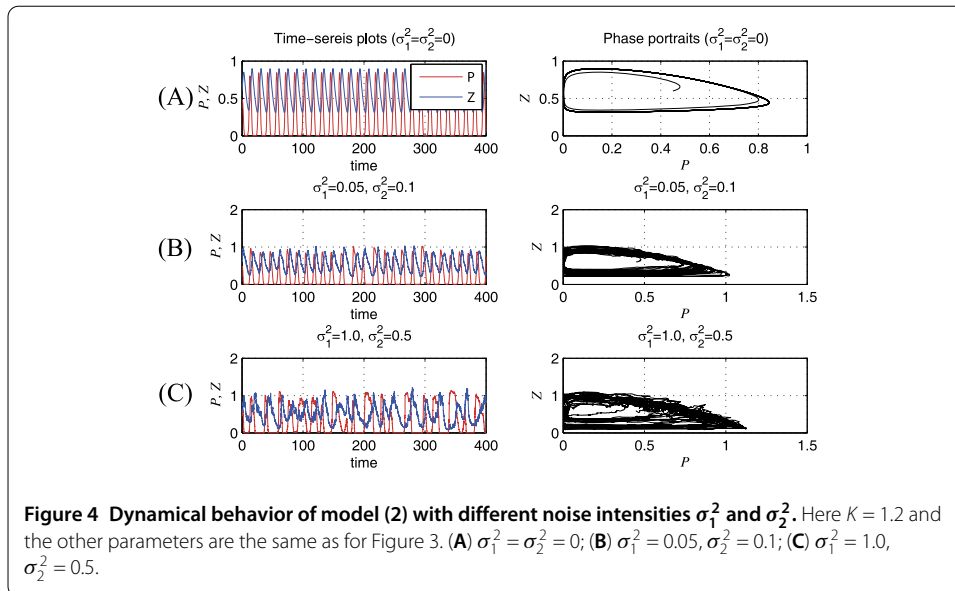 Time-sereis plots (σ₁²=σ₂²=0)
Phase portraits (σ₁²=σ₂²=0)
(A)
P, Z
1
0.5
0
P
Z
0 100 200 300 400
time
Z
1
0.5
0
0 0.2 0.4 0.6 0.8 1
P
σ₁²=0.05, σ₂²=0.1
σ₁²=0.05, σ₂²=0.1
(B)
P, Z
2
1
0
0 100 200 300 400
time
Z
2
1
0
0 0.5 1 1.5
P
σ₁²=1.0, σ₂²=0.5
σ₁²=1.0, σ₂²=0.5
(C)
P, Z
2
1
0
0 100 200 300 400
time
Z
2
1
0
0 0.5 1 1.5
P
Figure 4 Dynamical behavior of model (2) with different noise intensities σ₁² and σ₂². Here K = 1.2 and
the other parameters are the same as for Figure 3. (A) σ₁² = σ₂² = 0; (B) σ₁² = 0.05, σ₂² = 0.1; (C) σ₁² = 1.0,
σ₂² = 0.5.